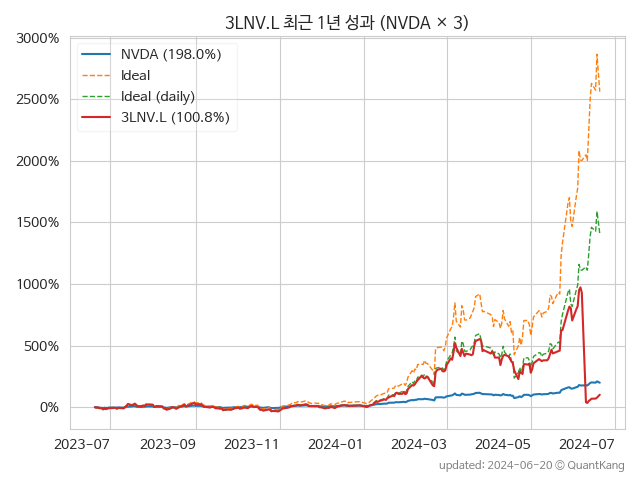 3LNV.L 최근 1년 성과 (NVDA × 3)
3000%
2500%
2000%
1500%
1000%
500%
0%
NVDA (198.0%)
Ideal
Ideal (daily)
3LNV.L (100.8%)
2023-07 2023-09 2023-11 2024-01 2024-03 2024-05 2024-07
updated: 2024-06-20 © QuantKang